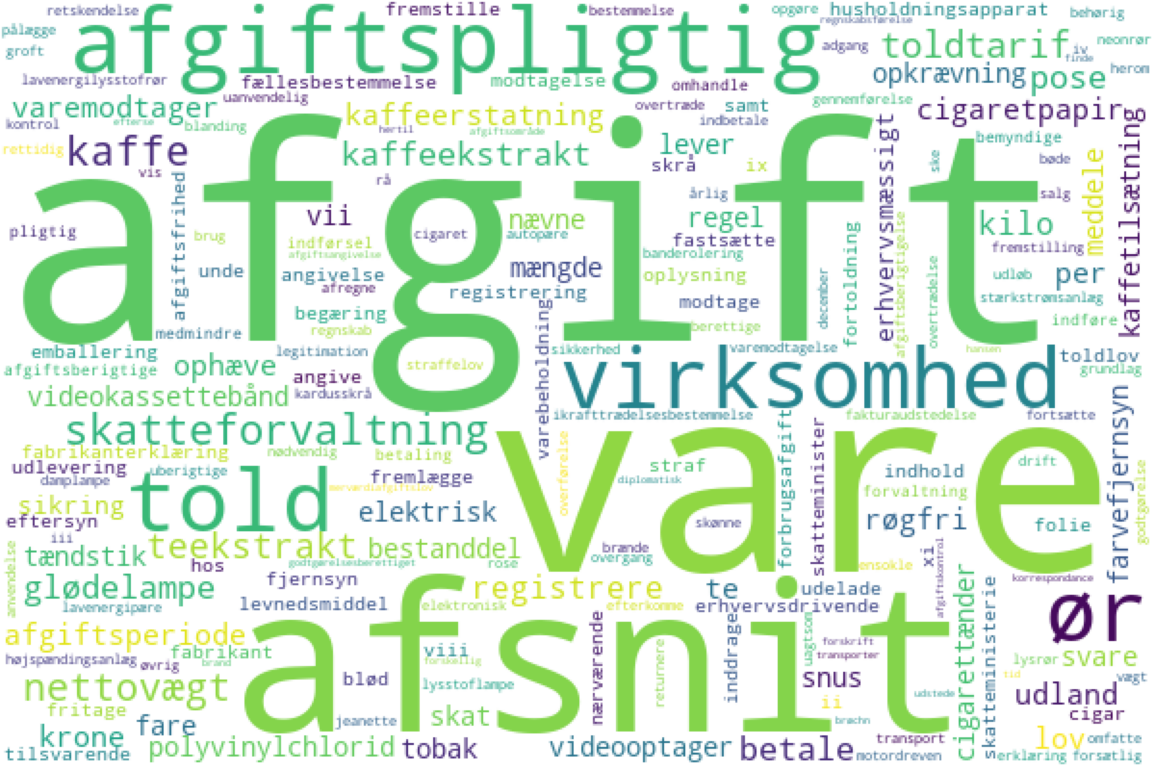 retskendelse
fremstille
bestemmelse
opgøre
husholdningsapparat
behørig
pålægge
afgiftspligtig
regnskabsførelse
adgang
toldtarif
iv
neonrør
groft
finde
lavenergilysstofrør
fællesbestemmelse
modtagelse
omhandle
opkrævning
pose
herom
uanvendelig
varemodtager
efterse
blanding
kaffeerstatning
overtræde
samt
indbetale
gennemførelse
cigaretpapir
kontrol
hertil
afgiftsområde
rettidig
kaffe
vis
kaffeekstrakt
lever
skrå
ix
erhvervsmæssigt
ske
bemyndige
bøde
meddele
kaffetilsætning
afgift
rå
årlig
salg
pligtig
afgiftsfrihed
brug
vii
cigaret
nævne
autopære
regel
fastsætte
banderolering
kilo
fremstilling
indførsel
afgiftsangivelse
unde
angivelse
afregne
mængde
oplysning
fortoldning
afgiftsberigtigelse
overtrædelse
udløb
per
registrering
modtage
december
stærkstrømsanlæg
begæring
regnskab
medmindre
berettige
indføre
emballering
ophæve
legitimation
straffelov
varebeholdning
sikkerhed
varemodtagelse
hansen
toldlov
grundlag
afgiftsberigtige
angive
kardusskrå
virksomhed
videokassettebånd
ikrafttrædelsesbestemmelse
fakturaudstedelse
fortsætte
farvefjernsyn
skatteforvaltning
vare
fabrikanterklæring
nødvendig
betaling
overførelse
straf
forbrugsafgift
skatteminister
indhold
drift
udlevering
uberigtige
fremlægge
diplomatisk
forvaltning
godtgørelse
damplampe
told
merværdiafgiftslov
sikring
elektrisk
skønne
røgfri
folie
eftersyn
iii
tændstik
teekstrakt
bestanddel
brænde
overgang
xi
afgiftskontrol
anvendelse
hos
godtgørelsesberettiget
rose
ensokle
glødelampe
fjernsyn
registrere
te
udelade
korrespondance
lavenergipære
levnedsmiddel
elektronisk
efterkomme
erhvervsdrivende
cigarettænder
skatteministerie
ør
afgiftsperiode
afsnit
nærværende
uagtsom
forskrift
transporter
højspændingsanlæg
øvrig
fabrikant
brand
viii
forskellig
returnere
inddrage
lysrør
svare
nettovægt
blød
lysstoflampe
snus
tid
vægt
fritage
ii
udstede
udland
krone
fare
jeanette
skat
brøchn
cigar
tilsvarende
polyvinylchlorid
tobak
videooptager
betale
transport
motordreven
lov
omfatte
erklæring
forsætlig